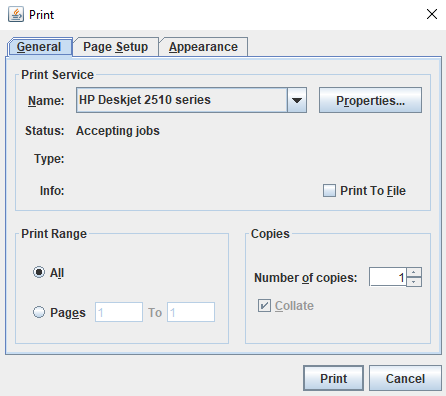 Print
General Page Setup Appearance
Print Service
Name: HP Deskjet 2510 series Properties...
Status: Accepting jobs
Type:
Info: Print To File
Print Range Copies
All Number of copies: 1
Pages 1 To 1 Collate
Print Cancel